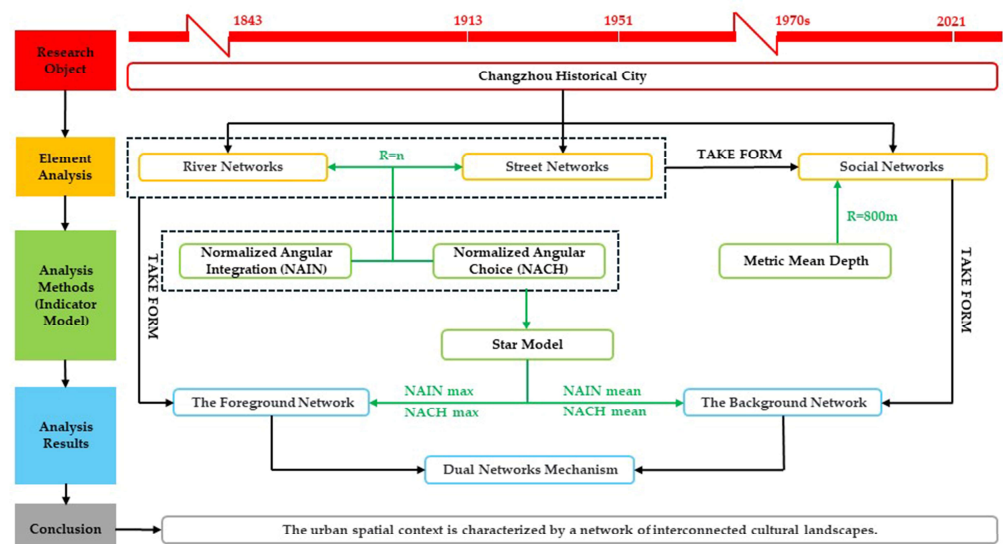 1843
1913
1951
1970s
2021
Research
Object
Changzhou Historical City
Element
Analysis
River Networks
R=n
Street Networks
TAKE FORM
Social Networks
R=800m
Analysis
Methods
(Indicator
Model)
TAKE FORM
Normalized Angular
Integration (NAIN)
Normalized Angular
Choice (NACH)
Metric Mean Depth
TAKE FORM
Star Model
Analysis
Results
The Foreground Network
NAIN max
NACH max
NAIN mean
NACH mean
The Background Network
Dual Networks Mechanism
Conclusion
The urban spatial context is characterized by a network of interconnected cultural landscapes.